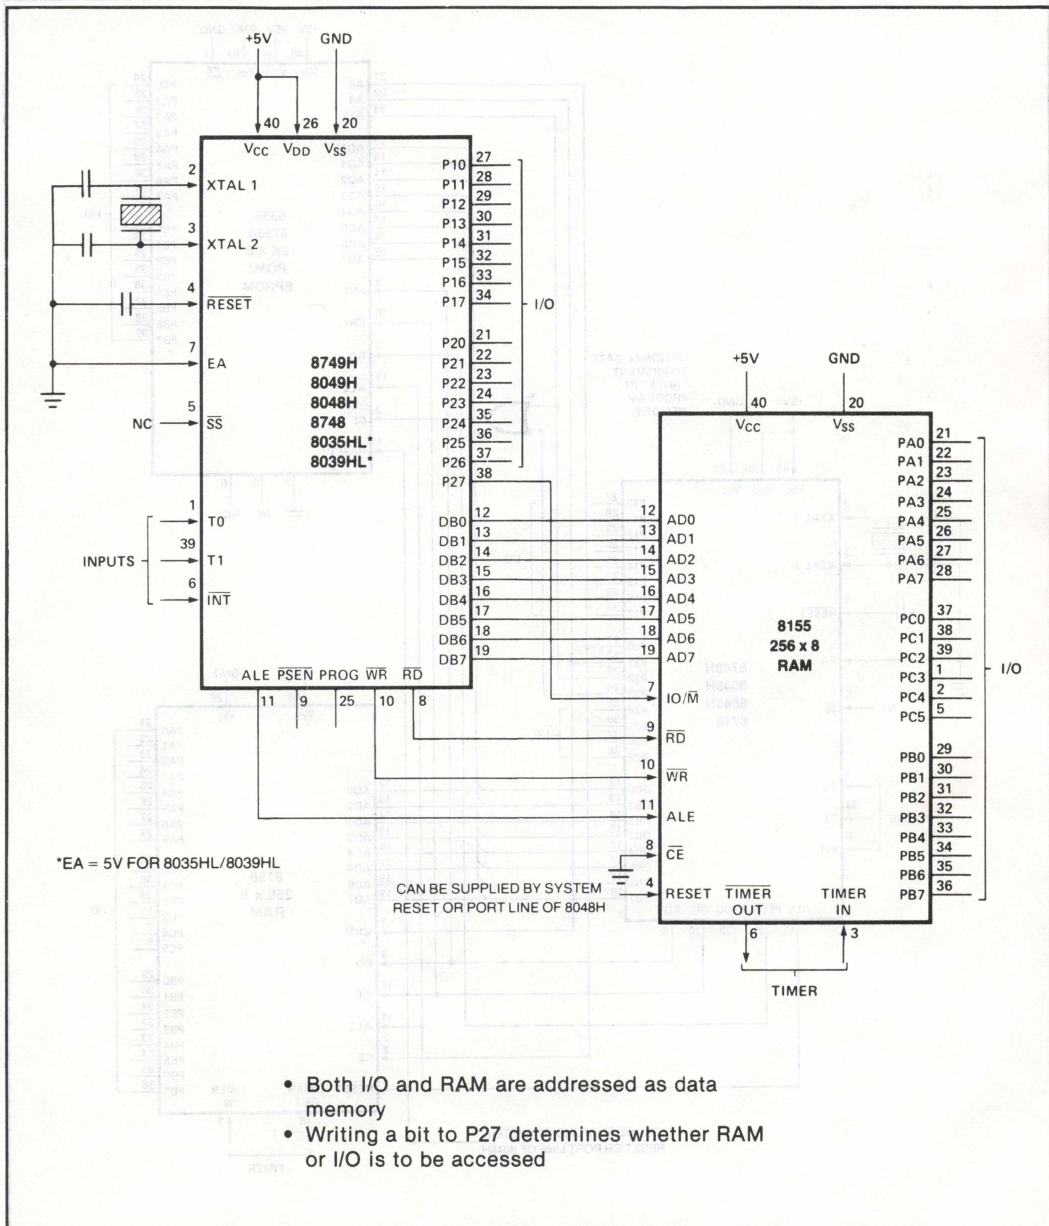 +5V GND
40 26 20
VCC VDD VSS
2 XTAL 1
3 XTAL 2
4 RESET
7 EA
NC 5 SS
1 T0
INPUTS 39 T1
6 INT
8749H
8049H
8048H
8748
8035HL*
8039HL*
P10 27
P11 28
P12 29
P13 30
P14 31
P15 32
P16 33
P17 34
I/O
P20 21
P21 22
P22 23
P23 24
P24 35
P25 36
P26 37
P27 38
DB0 12
DB1 13
DB2 14
DB3 15
DB4 16
DB5 17
DB6 18
DB7 19
ALE PSEN PROG WR RD
11 9 25 10 8
+5V GND
40 20
VCC VSS
12 AD0
13 AD1
14 AD2
15 AD3
16 AD4
17 AD5
18 AD6
19 AD7
7 IO/M
9 RD
10 WR
11 ALE
8 CE
4 RESET
8155
256 x 8
RAM
PA0 21
PA1 22
PA2 23
PA3 24
PA4 25
PA5 26
PA6 27
PA7 28
PC0 37
PC1 38
PC2 39
PC3 1
PC4 2
PC5 5
I/O
PB0 29
PB1 30
PB2 31
PB3 32
PB4 33
PB5 34
PB6 35
PB7 36
TIMER TIMER
OUT IN
6 3
TIMER
*EA = 5V FOR 8035HL/8039HL
CAN BE SUPPLIED BY SYSTEM
RESET OR PORT LINE OF 8048H
• Both I/O and RAM are addressed as data
memory
• Writing a bit to P27 determines whether RAM
or I/O is to be accessed